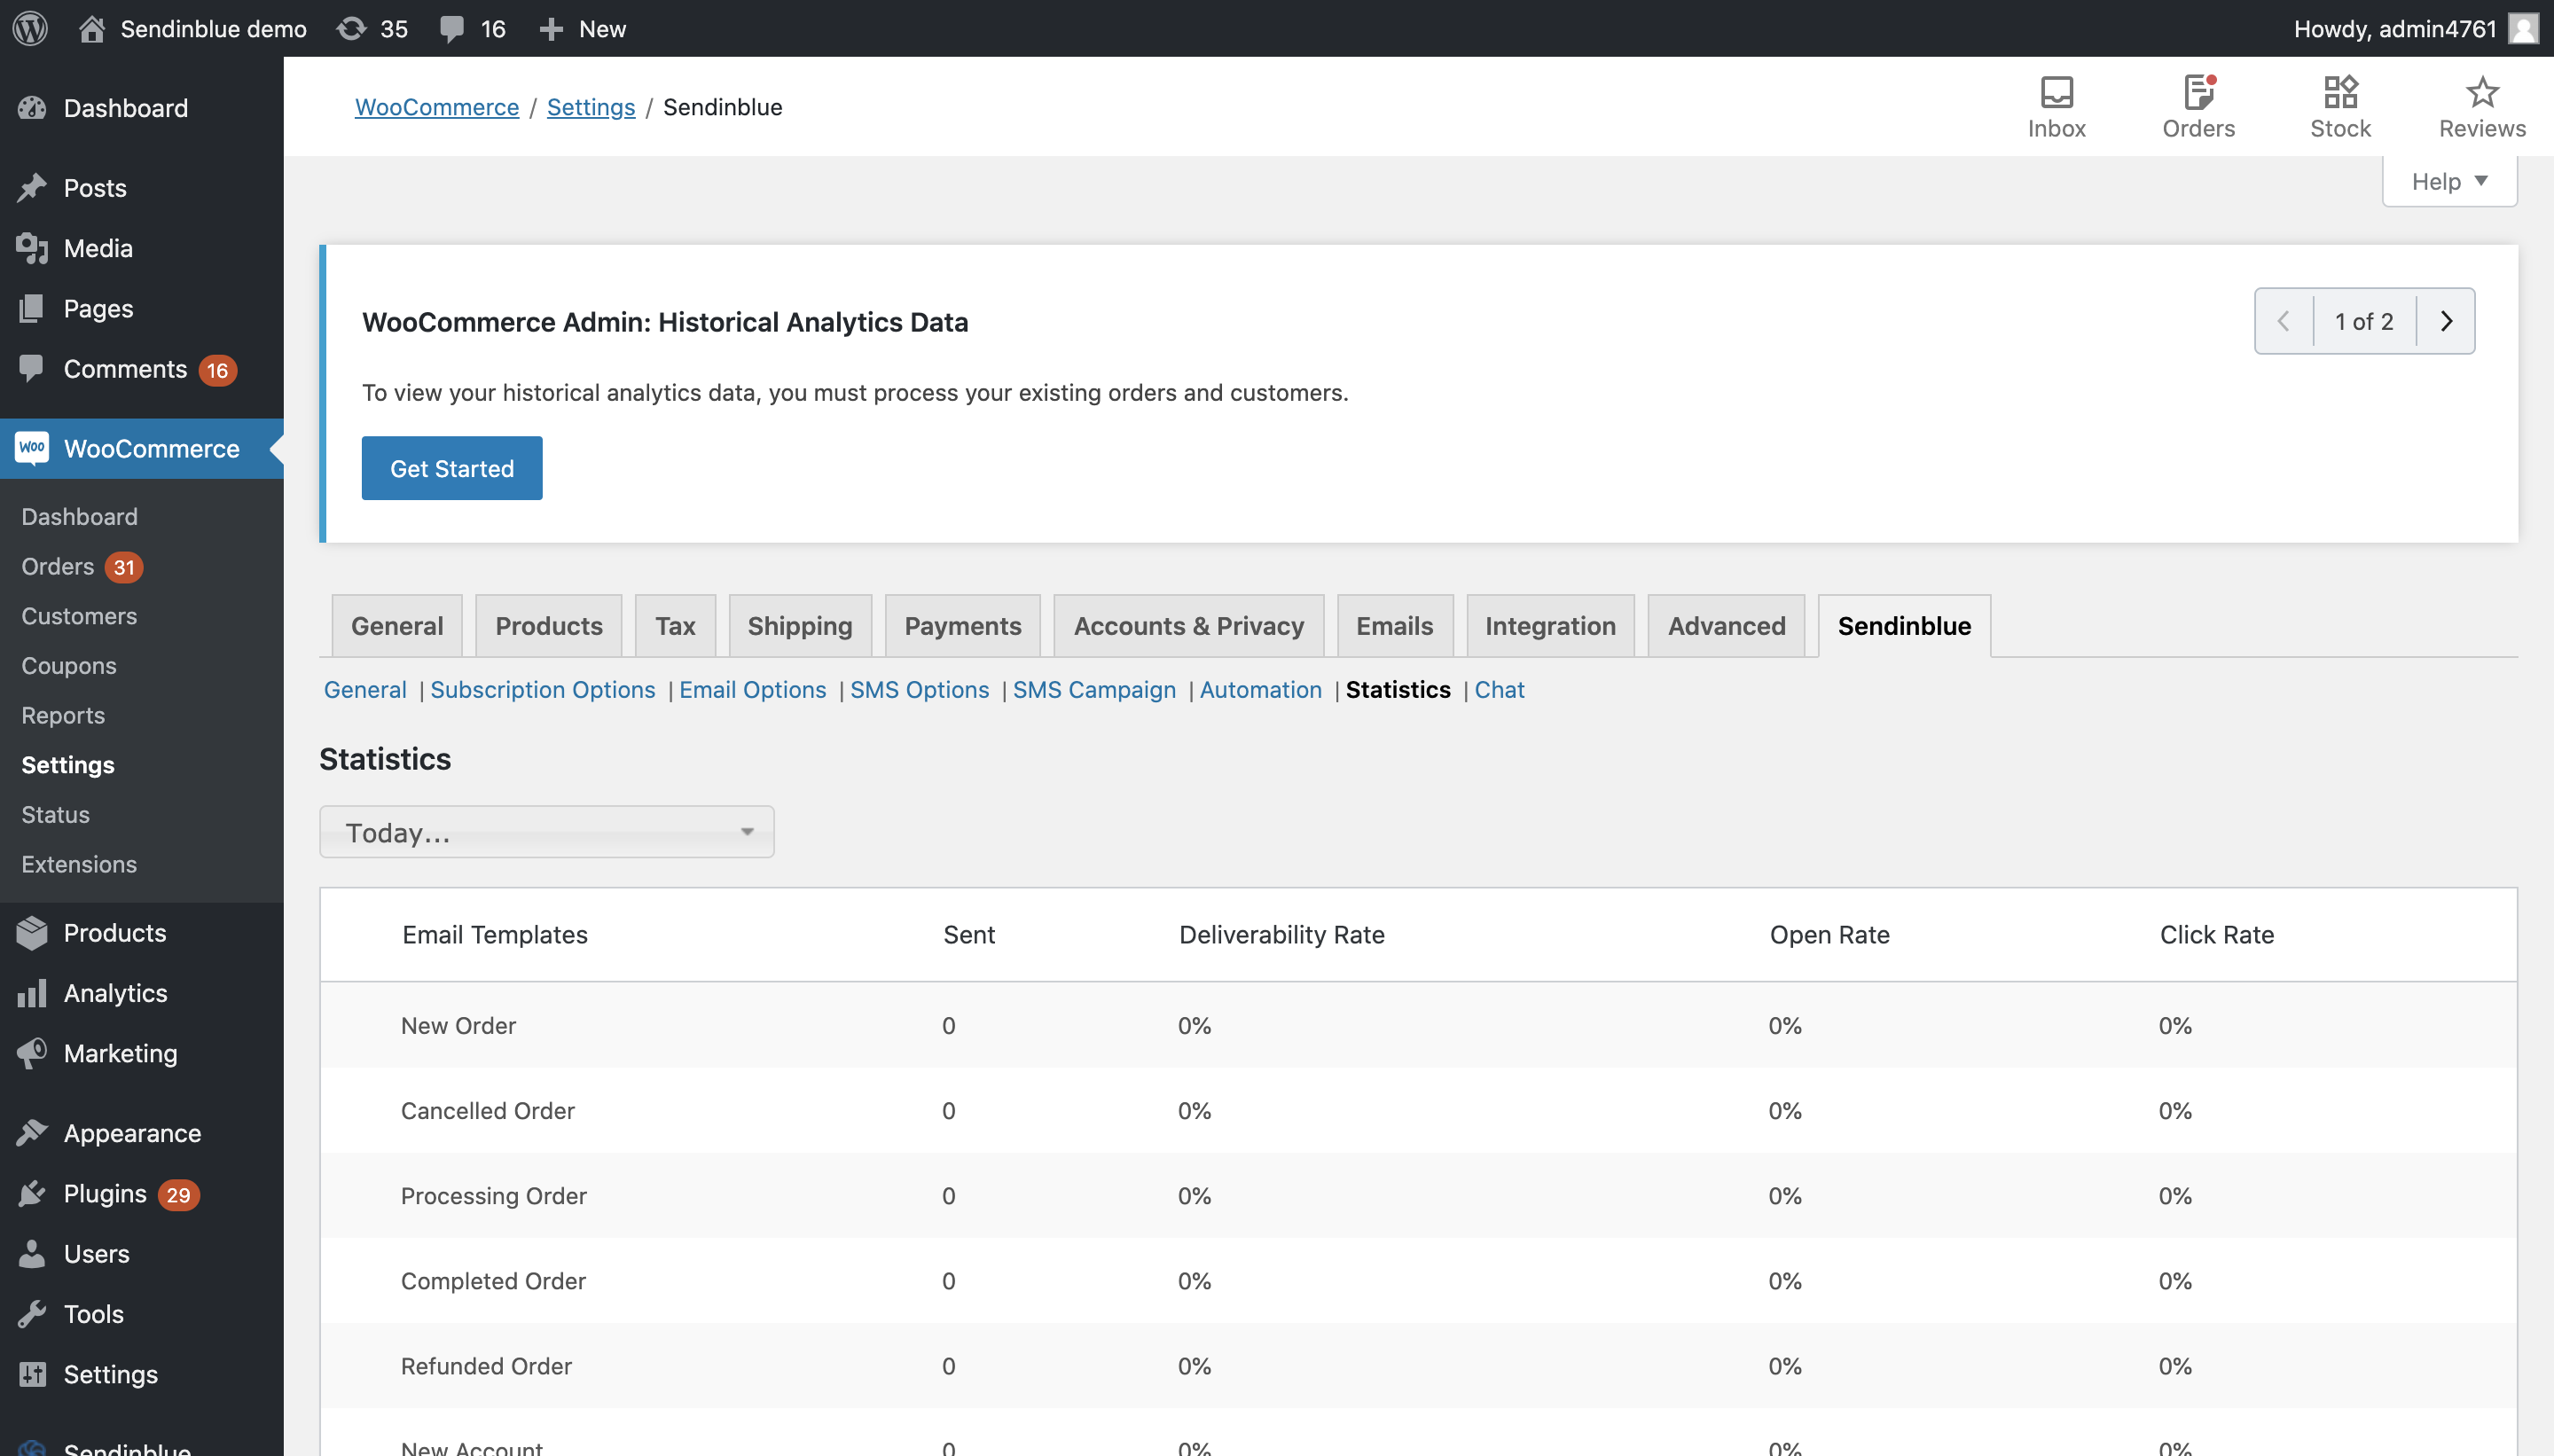 Sendinblue demo 35 16 New Howdy, admin4761
Dashboard
Posts
Media
Pages
Comments 16
Woo WooCommerce
Dashboard
Orders 31
Customers
Coupons
Reports
Settings
Status
Extensions
Products
Analytics
Marketing
Appearance
Plugins 29
Users
Tools
Settings
Sendinblue
WooCommerce / Settings / Sendinblue
Inbox Orders Stock Reviews
Help
WooCommerce Admin: Historical Analytics Data
1 of 2
To view your historical analytics data, you must process your existing orders and customers.
Get Started
General Products Tax Shipping Payments Accounts & Privacy Emails Integration Advanced Sendinblue
General | Subscription Options | Email Options | SMS Options | SMS Campaign | Automation | Statistics | Chat
Statistics
Today...
Email Templates Sent Deliverability Rate Open Rate Click Rate
New Order 0 0% 0% 0%
Cancelled Order 0 0% 0% 0%
Processing Order 0 0% 0% 0%
Completed Order 0 0% 0% 0%
Refunded Order 0 0% 0% 0%
New Account 0 0% 0% 0%